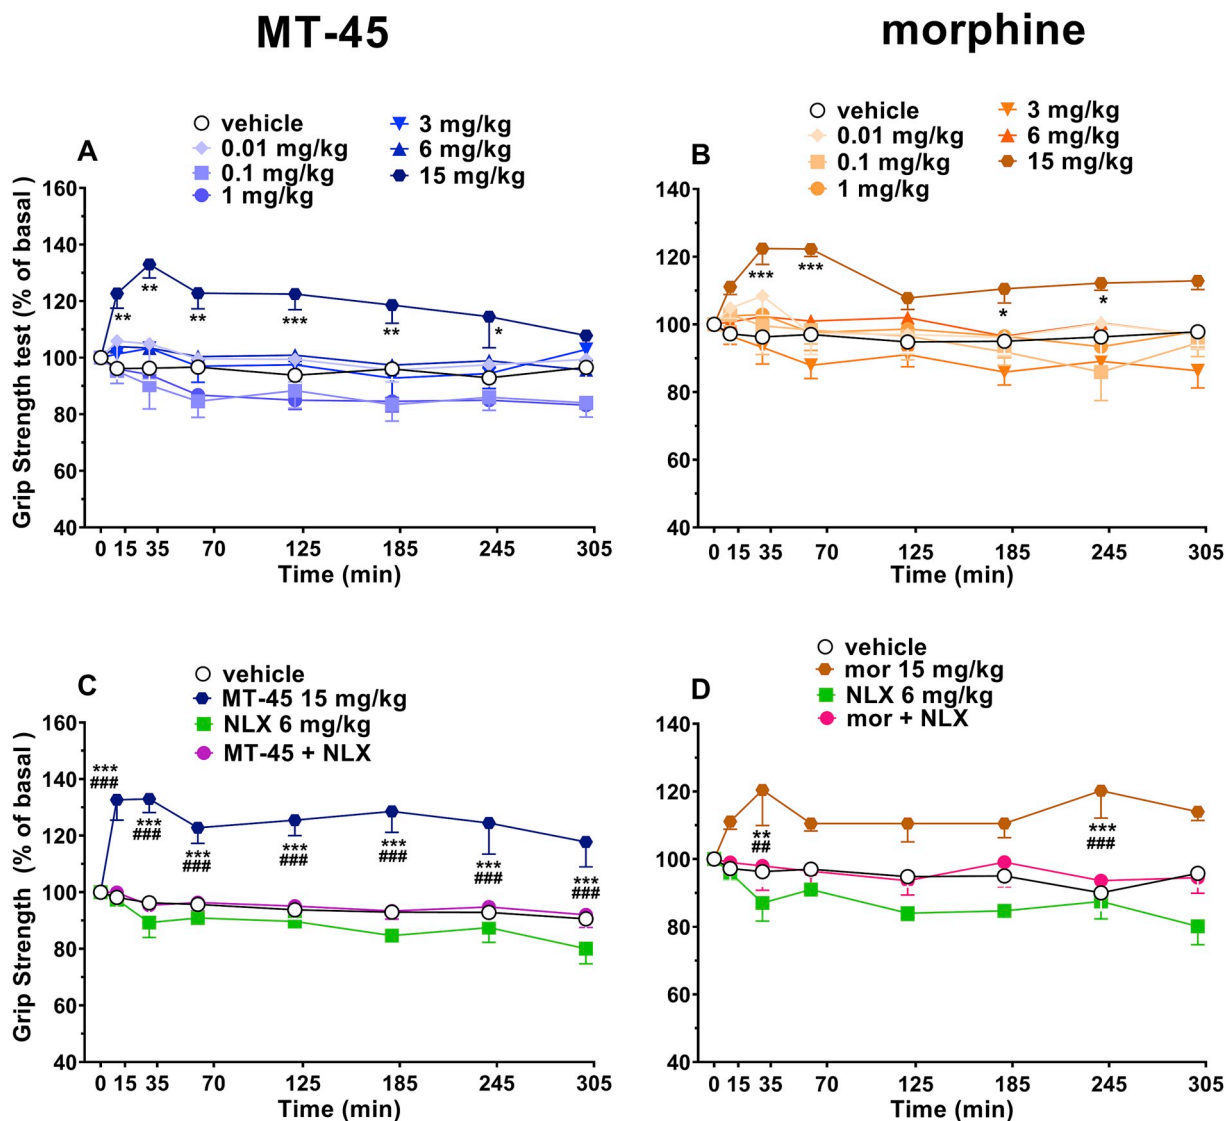 MT-45
morphine
A
vehicle
0.01 mg/kg
0.1 mg/kg
1 mg/kg
3 mg/kg
6 mg/kg
15 mg/kg
Grip Strength test (% of basal )
160
140
120
100
80
60
40
** ** ** *** ** *
0 15 35 70 125 185 245 305
Time (min)
B
vehicle
0.01 mg/kg
0.1 mg/kg
1 mg/kg
3 mg/kg
6 mg/kg
15 mg/kg
140
120
100
80
60
40
*** *** * *
0 15 35 70 125 185 245 305
Time (min)
C
vehicle
MT-45 15 mg/kg
NLX 6 mg/kg
MT-45 + NLX
Grip Strength (% of basal )
160
140
120
100
80
60
40
*** *** *** *** *** *** ***
### ### ### ### ### ### ###
0 15 35 70 125 185 245 305
Time (min)
D
vehicle
mor 15 mg/kg
NLX 6 mg/kg
mor + NLX
140
120
100
80
60
40
** ***
## ###
0 15 35 70 125 185 245 305
Time (min)